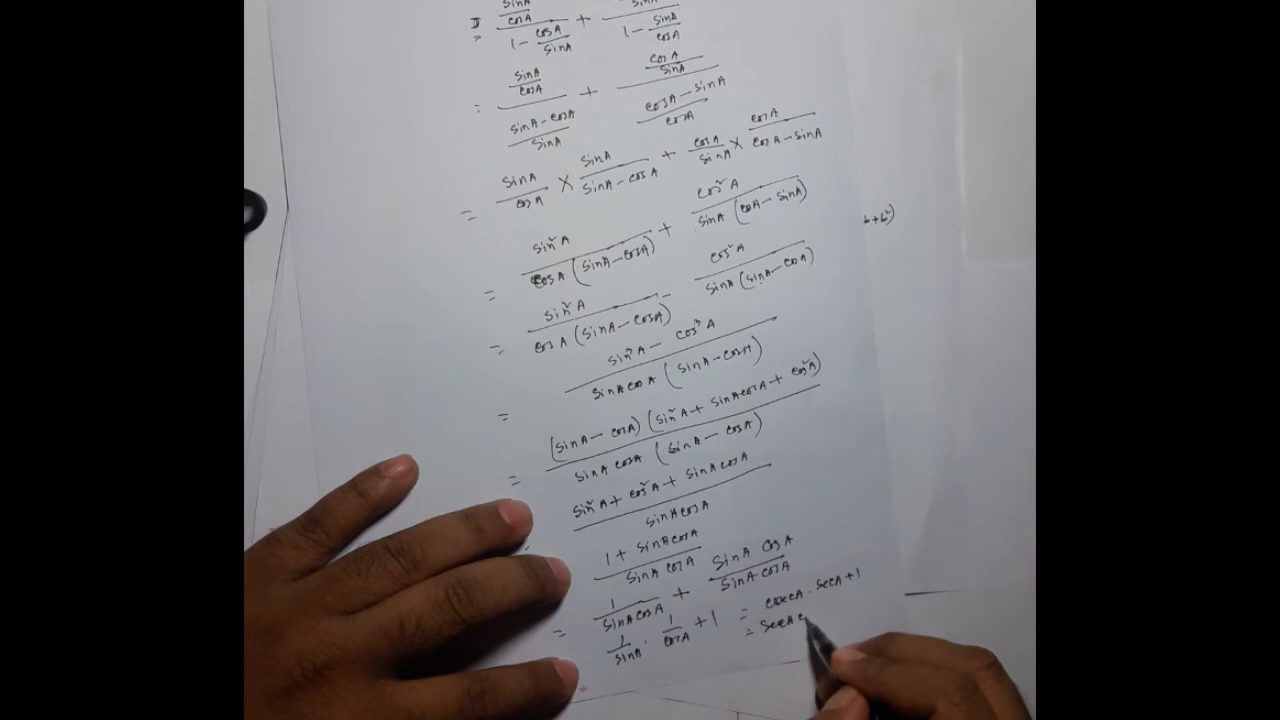 = sinA/cosA / 1 - cosA/sinA + / 1 - sinA/cosA
= sinA/cosA / sinA - cosA/sinA + cosA/sinA / cosA - sinA/cosA
= sinA/cosA × sinA/sinA - cosA + cosA/sinA × cosA/cosA - sinA
= sin²A/cosA (sinA - cosA) + cos²A/sinA (cosA - sinA)
b + b²)
= sin²A/cosA (sinA - cosA) - cos²A/sinA (sinA - cosA)
= sin³A - cos³A/sinA cosA (sinA - cosA)
= (sinA - cosA) (sin²A + sinA cosA + cos²A)/sinA cosA (sinA - cosA)
= sin²A + cos²A + sinA cosA/sinA cosA
1 + sinA cosA/sinA cosA
= 1/sinA cosA + sinA cosA/sinA cosA
1/sinA . 1/cosA + 1 = cosecA . secA + 1
= secA